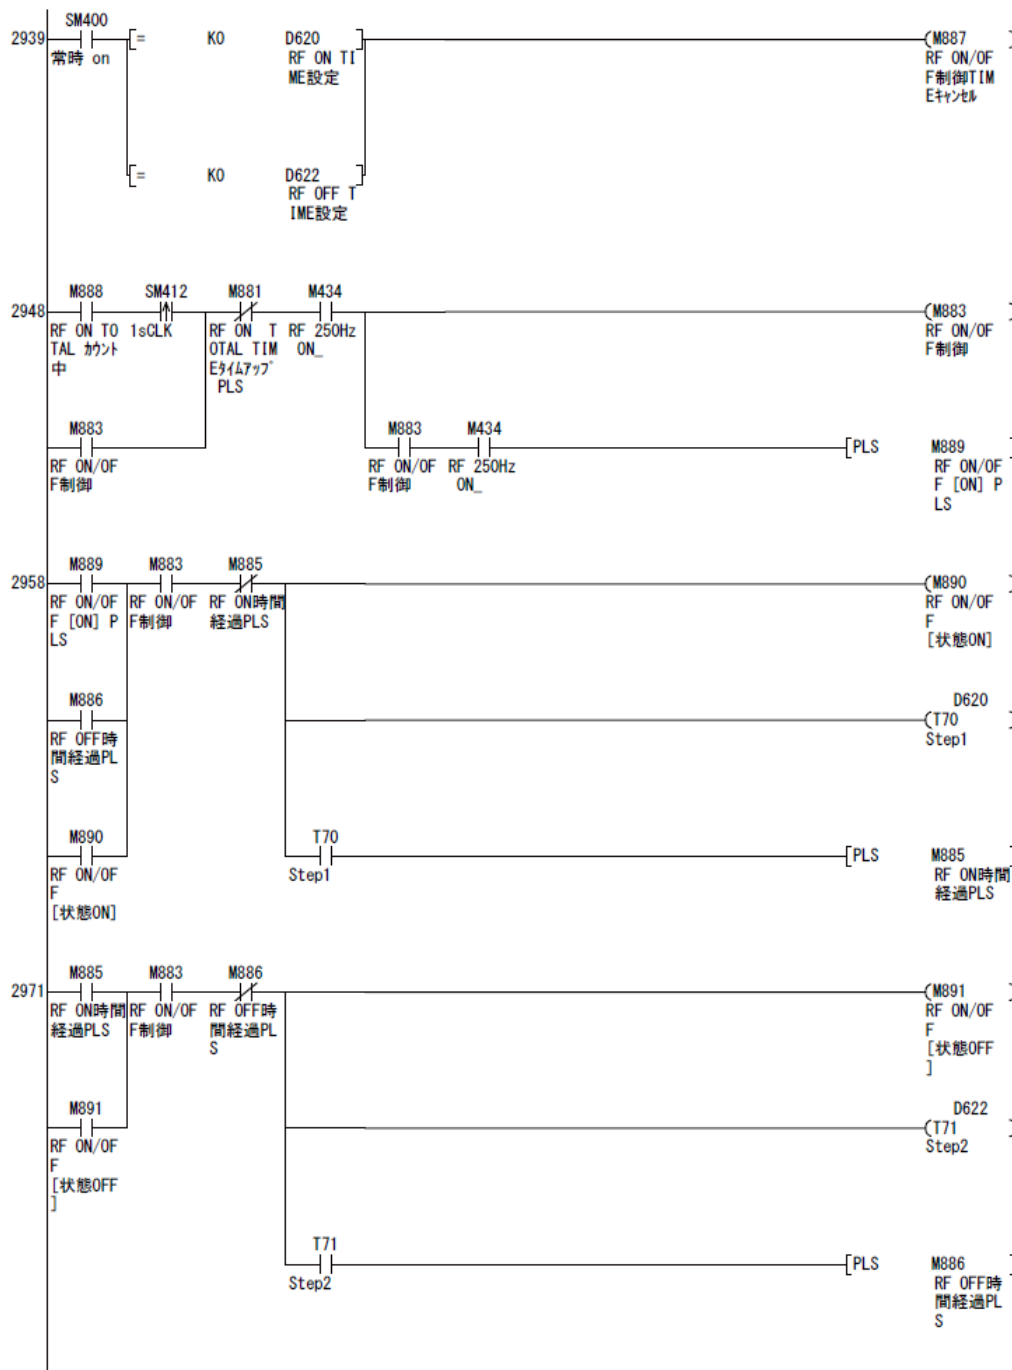 SM400
2939
= K0 D620
(M887
常時 on
RF ON TI
ME設定
RF ON/OF
F制御TIM
Eｷｬﾝｾﾙ
= K0 D622
RF OFF T
IME設定
M888 SM412 M881 M434
2948
(M883
RF ON TO
TAL ｶｳﾝﾄ
中
1sCLK
RF ON T
OTAL TIM
Eﾀｲﾑｱｯﾌﾟ
PLS
RF 250Hz
ON_
RF ON/OF
F制御
M883
RF ON/OF
F制御
M883 M434
[PLS M889
RF ON/OF
F制御
RF 250Hz
ON_
RF ON/OF
F [ON] P
LS
M889 M883 M885
2958
(M890
RF ON/OF
F [ON] P
LS
RF ON/OF
F制御
RF ON時間
経過PLS
RF ON/OF
F
[状態ON]
M886
RF OFF時
間経過PL
S
D620
(T70
Step1
M890
RF ON/OF
F
[状態ON]
T70
Step1
[PLS M885
RF ON時間
経過PLS
M885 M883 M886
2971
(M891
RF ON時間
経過PLS
RF ON/OF
F制御
RF OFF時
間経過PL
S
RF ON/OF
F
[状態OFF
]
M891
RF ON/OF
F
[状態OFF
]
D622
(T71
Step2
T71
Step2
[PLS M886
RF OFF時
間経過PL
S